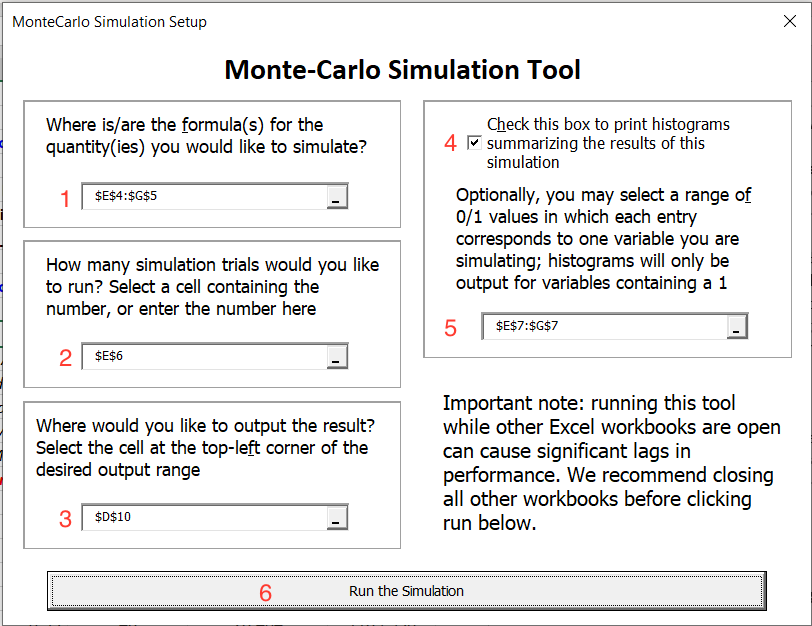 MonteCarlo Simulation Setup
Monte-Carlo Simulation Tool
Where is/are the formula(s) for the
quantity(ies) you would like to simulate?
1 $E$4:$G$5
How many simulation trials would you like
to run? Select a cell containing the
number, or enter the number here
2 $E$6
Where would you like to output the result?
Select the cell at the top-left corner of the
desired output range
3 $D$10
4 Check this box to print histograms
summarizing the results of this
simulation
Optionally, you may select a range of
0/1 values in which each entry
corresponds to one variable you are
simulating; histograms will only be
output for variables containing a 1
5 $E$7:$G$7
Important note: running this tool
while other Excel workbooks are open
can cause significant lags in
performance. We recommend closing
all other workbooks before clicking
run below.
6 Run the Simulation